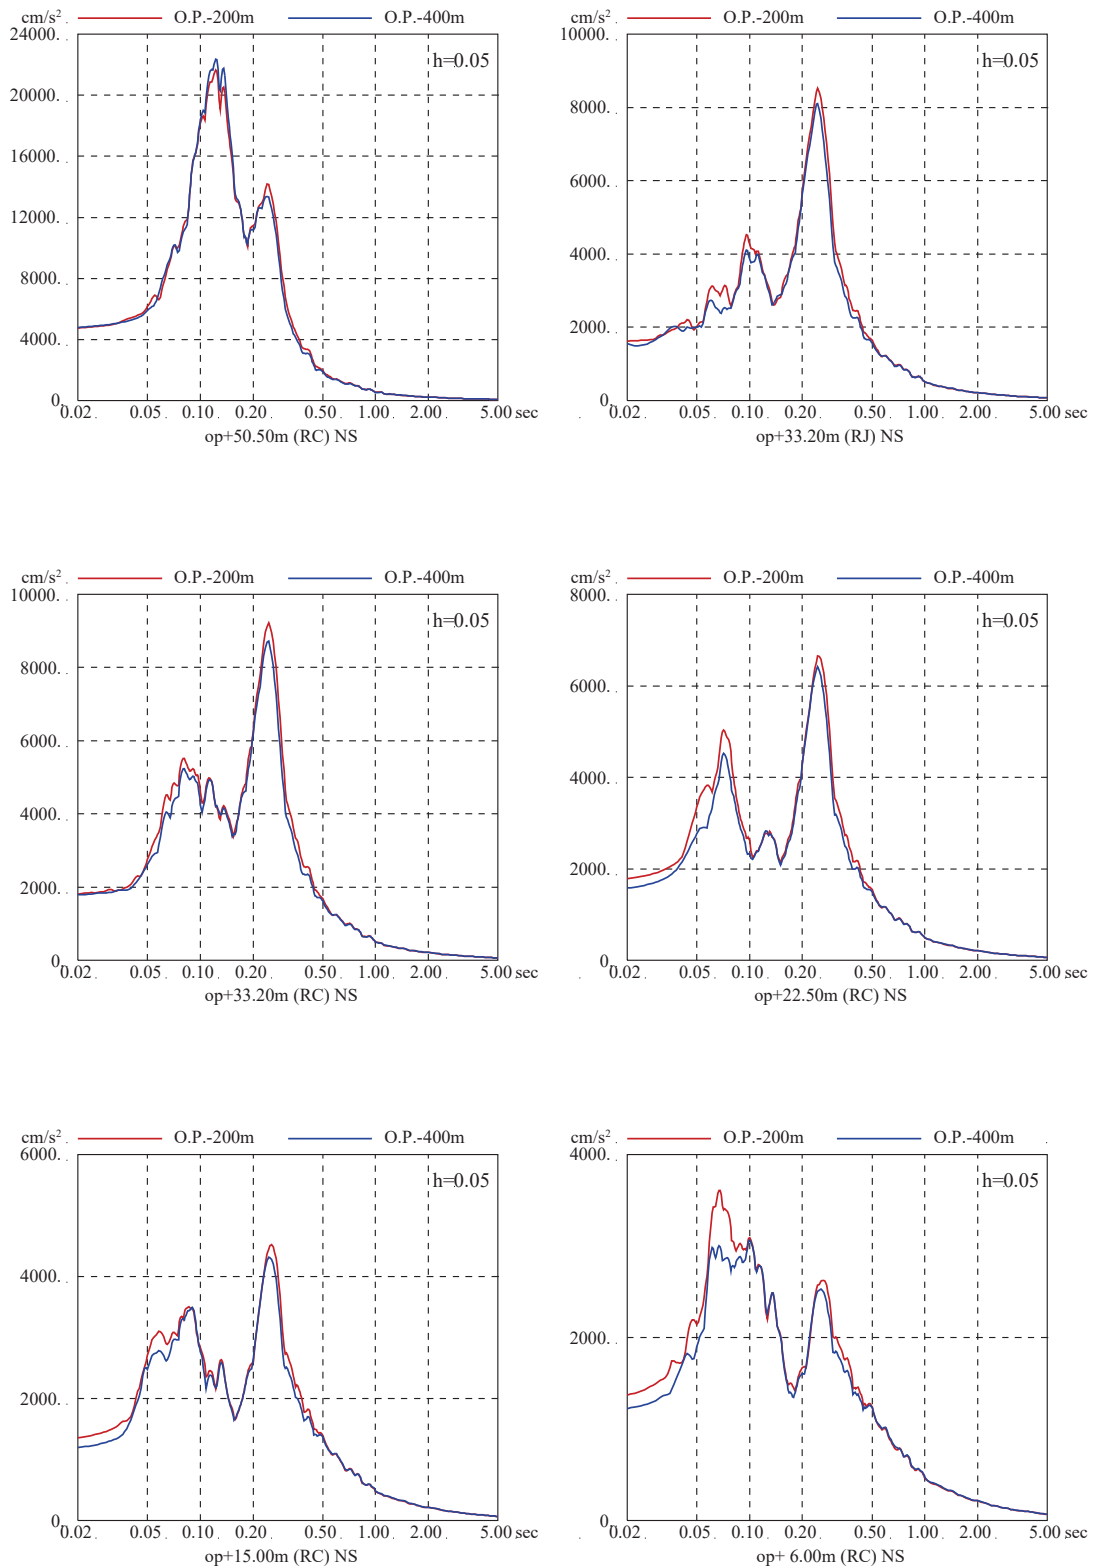 cm/s² O.P.-200m O.P.-400m
24000.
h=0.05
20000.
16000.
12000.
8000.
4000.
0.
0.02 0.05 0.10 0.20 0.50 1.00 2.00 5.00 sec
op+50.50m (RC) NS
cm/s² O.P.-200m O.P.-400m
10000.
h=0.05
8000.
6000.
4000.
2000.
0.
0.02 0.05 0.10 0.20 0.50 1.00 2.00 5.00 sec
op+33.20m (RJ) NS
cm/s² O.P.-200m O.P.-400m
10000.
h=0.05
8000.
6000.
4000.
2000.
0.
0.02 0.05 0.10 0.20 0.50 1.00 2.00 5.00 sec
op+33.20m (RC) NS
cm/s² O.P.-200m O.P.-400m
8000.
h=0.05
6000.
4000.
2000.
0.
0.02 0.05 0.10 0.20 0.50 1.00 2.00 5.00 sec
op+22.50m (RC) NS
cm/s² O.P.-200m O.P.-400m
6000.
h=0.05
4000.
2000.
0.
0.02 0.05 0.10 0.20 0.50 1.00 2.00 5.00 sec
op+15.00m (RC) NS
cm/s² O.P.-200m O.P.-400m
4000.
h=0.05
2000.
0.
0.02 0.05 0.10 0.20 0.50 1.00 2.00 5.00 sec
op+ 6.00m (RC) NS